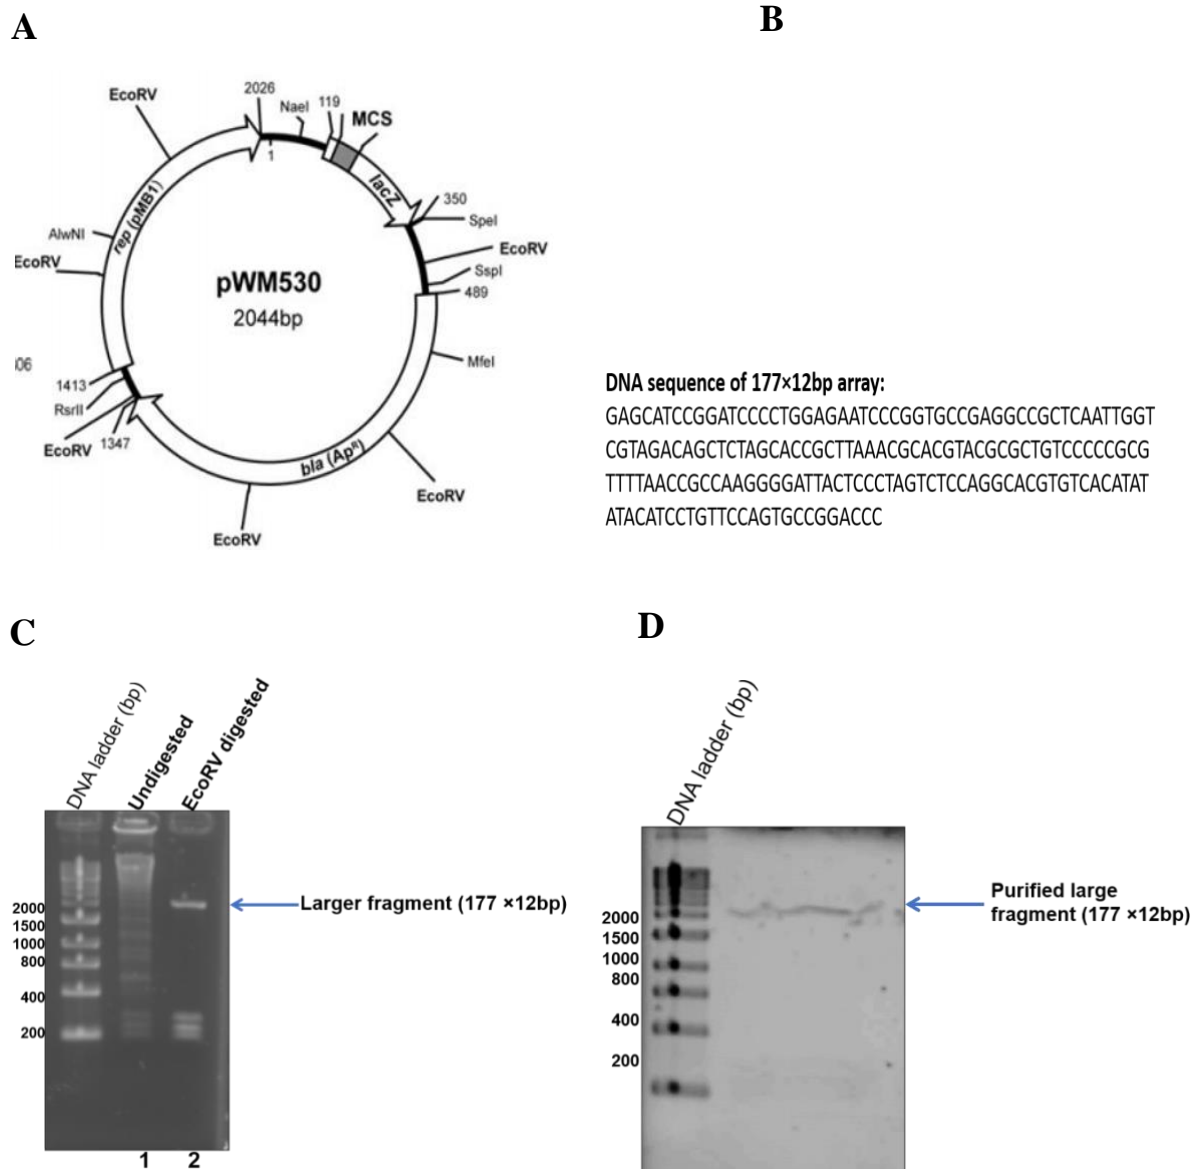 A
B
EcoRV
2026
NaeI
119
MCS
1
lacZ
350
SpeI
EcoRV
SspI
489
rep (pMB1)
AlwNI
EcoRV
pWM530
2044bp
MfeI
06
1413
RsrII
EcoRV
1347
bla (ApR)
EcoRV
EcoRV
DNA sequence of 177×12bp array:
GAGCATCCGGATCCCCTGGAGAATCCCGGTGCCGAGGCCGCTCAATTGGT
CGTAGACAGCTCTAGCACCGCTTAAACGCACGTACGCGCTGTCCCCCGCG
TTTTAACCGCCAAGGGGATTACTCCCTAGTCTCCAGGCACGTGTCACATAT
ATACATCCTGTTCCAGTGCCGGACCC
C
DNA ladder (bp)
Undigested
EcoRV digested
2000
1500
1000
800
400
200
Larger fragment (177 ×12bp)
1 2
D
DNA ladder (bp)
2000
1500
1000
800
400
200
Purified large
fragment (177 ×12bp)